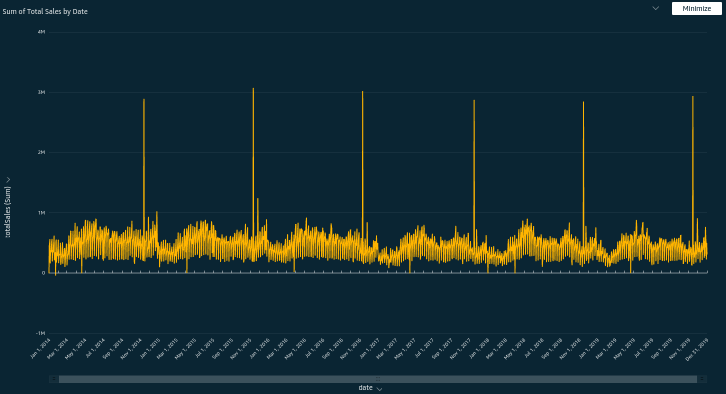 Sum of Total Sales by Date
Minimize
4M
3M
2M
1M
0
-1M
totalSales (Sum)
Jan 1, 2014
Mar 1, 2014
May 1, 2014
Jul 1, 2014
Sep 1, 2014
Nov 1, 2014
Jan 1, 2015
Mar 1, 2015
May 1, 2015
Jul 1, 2015
Sep 1, 2015
Nov 1, 2015
Jan 1, 2016
Mar 1, 2016
May 1, 2016
Jul 1, 2016
Sep 1, 2016
Nov 1, 2016
Jan 1, 2017
Mar 1, 2017
May 1, 2017
Jul 1, 2017
Sep 1, 2017
Nov 1, 2017
Jan 1, 2018
Mar 1, 2018
May 1, 2018
Jul 1, 2018
Sep 1, 2018
Nov 1, 2018
Jan 1, 2019
Mar 1, 2019
May 1, 2019
Jul 1, 2019
Sep 1, 2019
Nov 1, 2019
Dec 31, 2019
date